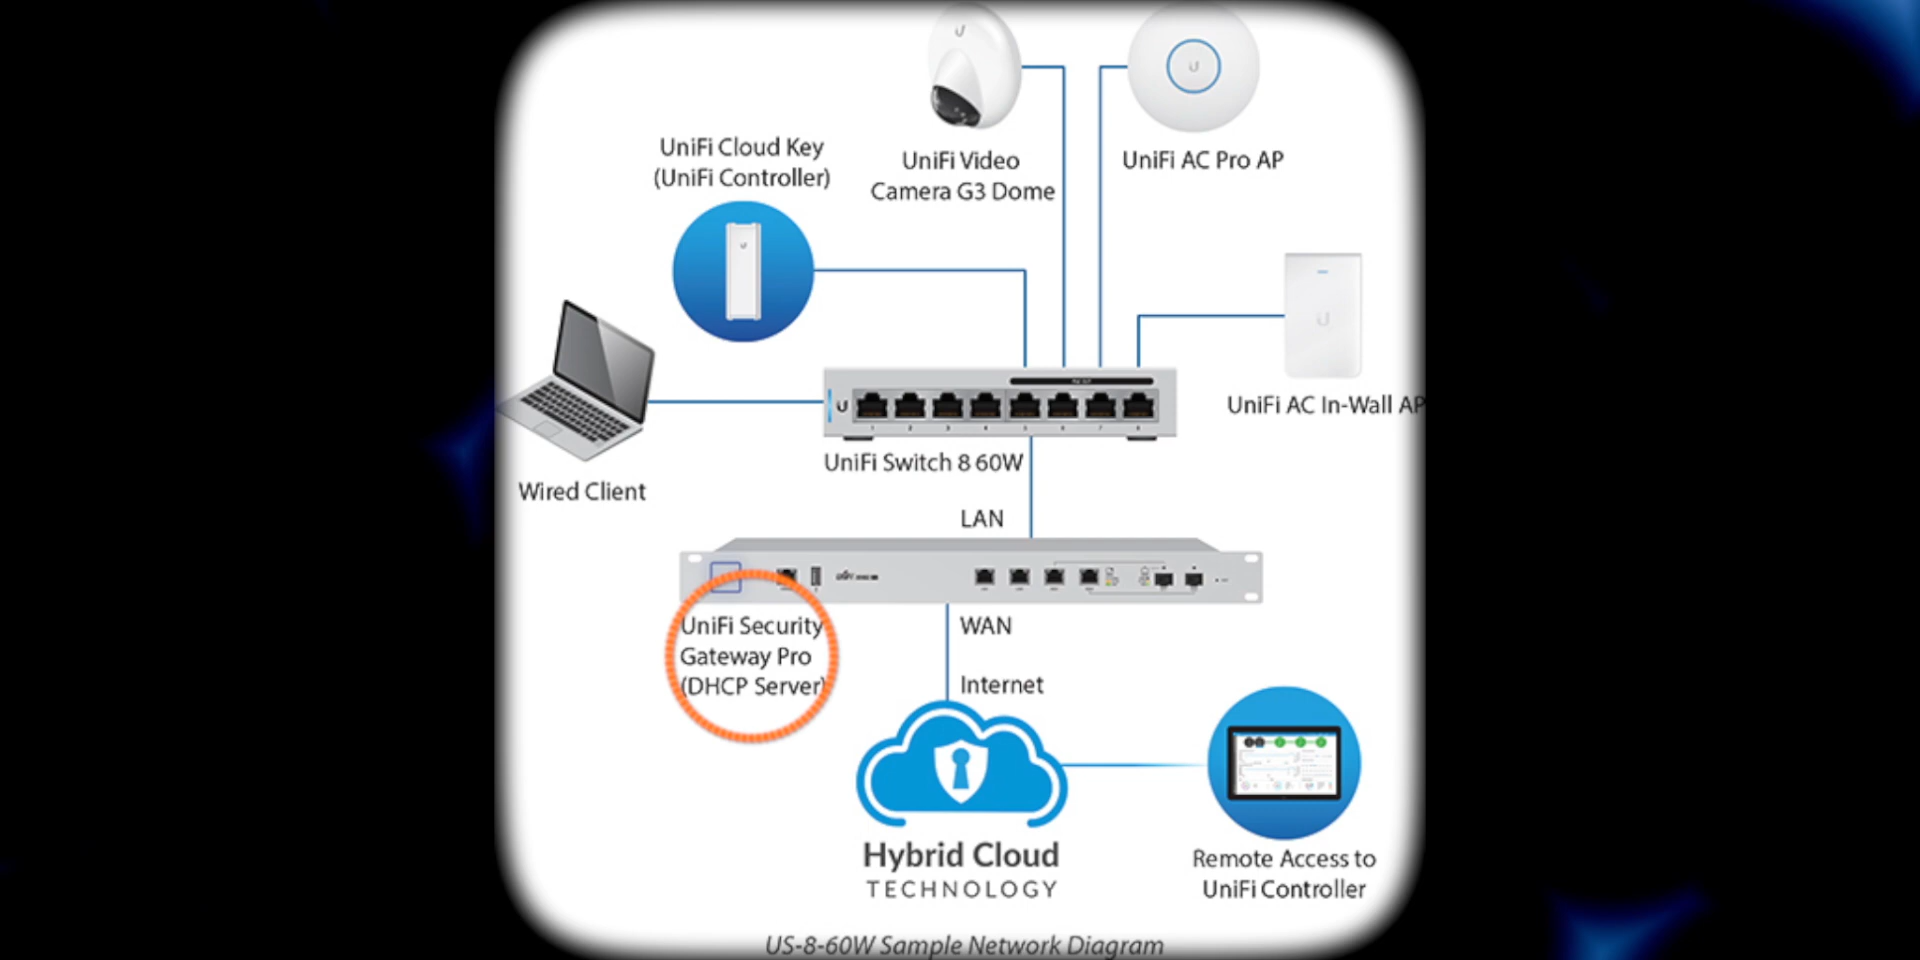 UniFi Cloud Key
(UniFi Controller)
UniFi Video
Camera G3 Dome
UniFi AC Pro AP
UniFi AC In-Wall AP
Wired Client
UniFi Switch 8 60W
LAN
UniFi Security
Gateway Pro
(DHCP Server)
WAN
Internet
Hybrid Cloud
TECHNOLOGY
Remote Access to
UniFi Controller
US-8-60W Sample Network Diagram